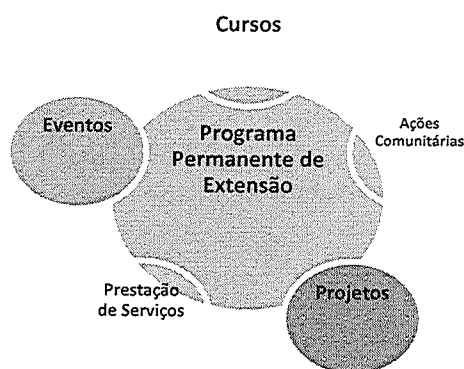 Cursos
Eventos
Programa
Permanente de
Extensão
Ações
Comunitárias
Prestação
de Serviços
Projetos